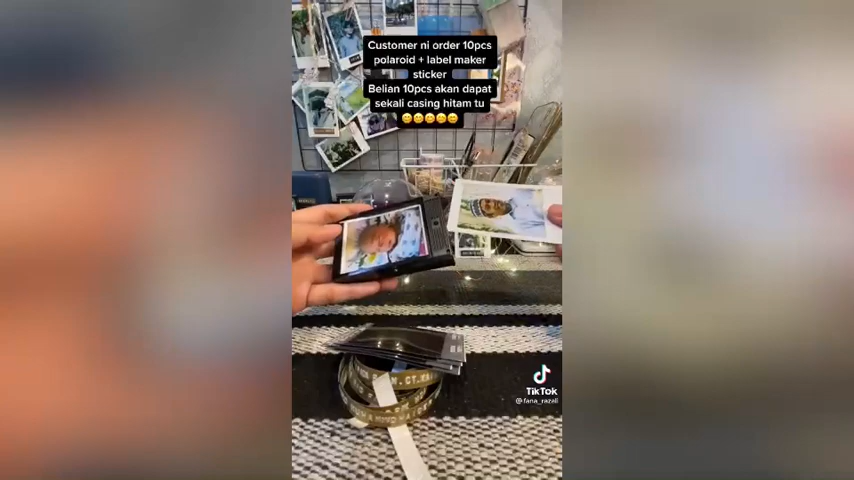 Customer ni order 10pcs
polaroid + label maker
sticker
Belian 10pcs akan dapat
sekali casing hitam tu
😊😊😊😊😊
TikTok
@fana_razali